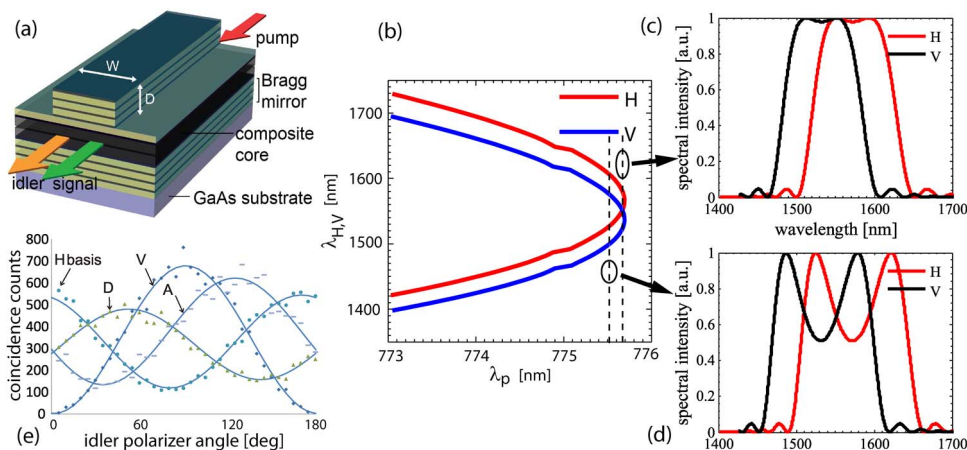 (a)
pump
W
D
Bragg
mirror
composite
core
idler signal
GaAs substrate
(b)
H
V
1700
1600
1500
1400
λH,V [nm]
773 774 775 776
λp [nm]
(c)
H
V
1
0.8
0.6
0.4
0.2
0
spectral intensity [a.u.]
1400 1500 1600 1700
wavelength [nm]
H
V
1
0.8
0.6
0.4
0.2
0
spectral intensity [a.u.]
1400 1500 1600 1700
(d)
800
700
600
500
400
300
200
100
0
coincidence counts
H basis
V
D
A
0 60 120 180
idler polarizer angle [deg]
(e)